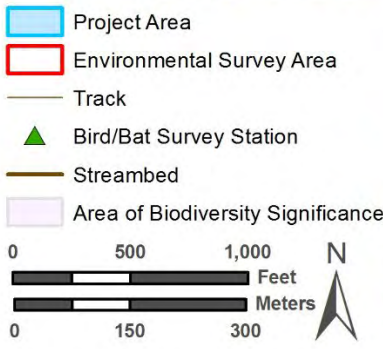 Project Area
Environmental Survey Area
Track
Bird/Bat Survey Station
Streambed
Area of Biodiversity Significance
0 500 1,000 N
Feet
Meters
0 150 300